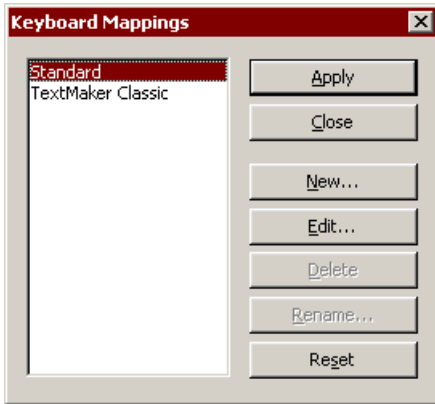 Keyboard Mappings
Standard
TextMaker Classic
Apply
Close
New...
Edit...
Delete
Rename...
Reset